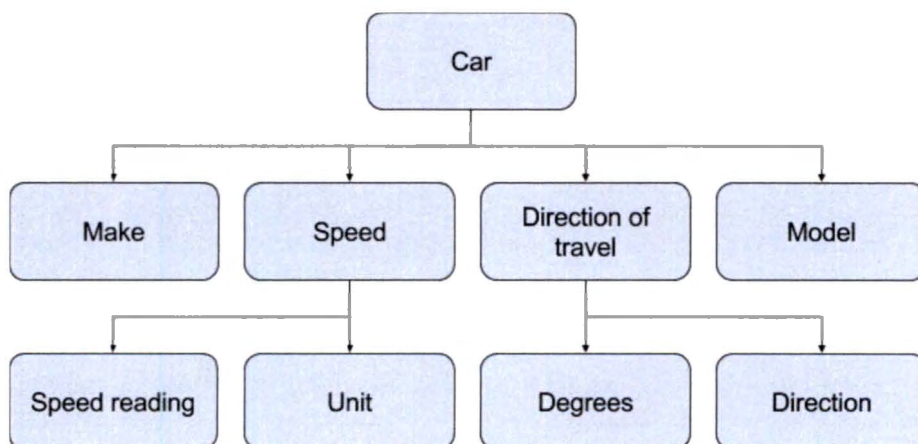 Car
Make
Speed
Direction of
travel
Model
Speed reading
Unit
Degrees
Direction